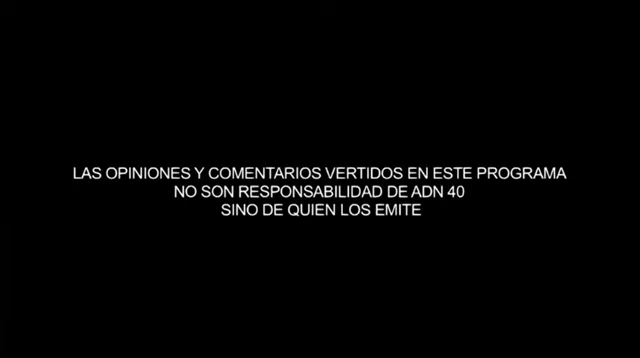 LAS OPINIONES Y COMENTARIOS VERTIDOS EN ESTE PROGRAMA
NO SON RESPONSABILIDAD DE ADN 40
SINO DE QUIEN LOS EMITE